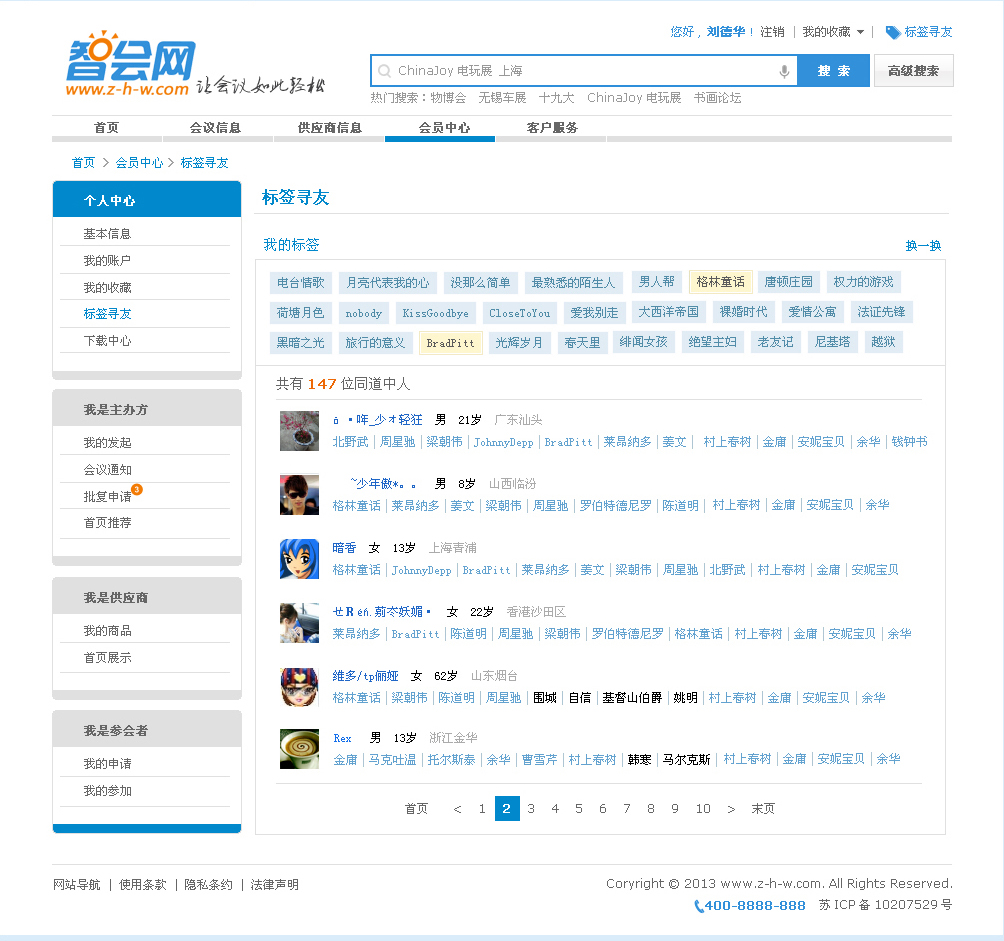 您好，刘德华！ 注销 | 我的收藏 | 标签寻友
智会网
www.z-h-w.com 让会议如此轻松
ChinaJoy 电玩展 上海 搜 索 高级搜索
热门搜索：物博会 无锡车展 十九大 ChinaJoy 电玩展 书画论坛
首页 会议信息 供应商信息 会员中心 客户服务
首页 > 会员中心 > 标签寻友
个人中心
基本信息
我的账户
我的收藏
标签寻友
下载中心
我是主办方
我的发起
会议通知
批复申请 3
首页推荐
我是供应商
我的商品
首页展示
我是参会者
我的申请
我的参加
标签寻友
我的标签 换一换
电台情歌 月亮代表我的心 没那么简单 最熟悉的陌生人 男人帮 格林童话 唐顿庄园 权力的游戏
荷塘月色 nobody KissGoodbye CloseToYou 爱我别走 大西洋帝国 裸婚时代 爱情公寓 法证先锋
黑暗之光 旅行的意义 BradPitt 光辉岁月 春天里 绯闻女孩 绝望主妇 老友记 尼基塔 越狱
共有 147 位同道中人
男 21岁 广东汕头
北野武 | 周星驰 | 梁朝伟 | JohnnyDepp | BradPitt | 莱昂纳多 | 姜文 | 村上春树 | 金庸 | 安妮宝贝 | 余华 | 钱钟书
~少年傲*。。 男 8岁 山西临汾
格林童话 | 莱昂纳多 | 姜文 | 梁朝伟 | 周星驰 | 罗伯特德尼罗 | 陈道明 | 村上春树 | 金庸 | 安妮宝贝 | 余华
暗香 女 13岁 上海青浦
格林童话 | JohnnyDepp | BradPitt | 莱昂纳多 | 姜文 | 梁朝伟 | 周星驰 | 北野武 | 村上春树 | 金庸 | 安妮宝贝
女 22岁 香港沙田区
莱昂纳多 | BradPitt | 陈道明 | 周星驰 | 梁朝伟 | 罗伯特德尼罗 | 格林童话 | 村上春树 | 金庸 | 安妮宝贝 | 余华
维多/tp俪娅 女 62岁 山东烟台
格林童话 | 梁朝伟 | 陈道明 | 周星驰 | 围城 | 自信 | 基督山伯爵 | 姚明 | 村上春树 | 金庸 | 安妮宝贝 | 余华
Rex 男 13岁 浙江金华
金庸 | 马克吐温 | 托尔斯泰 | 余华 | 曹雪芹 | 村上春树 | 韩寒 | 马尔克斯 | 村上春树 | 金庸 | 安妮宝贝 | 余华
首页 < 1 2 3 4 5 6 7 8 9 10 > 末页
网站导航 | 使用条款 | 隐私条约 | 法律声明
Coryright © 2013 www.z-h-w.com. All Rights Reserved.
400-8888-888 苏 ICP 备 10207529 号